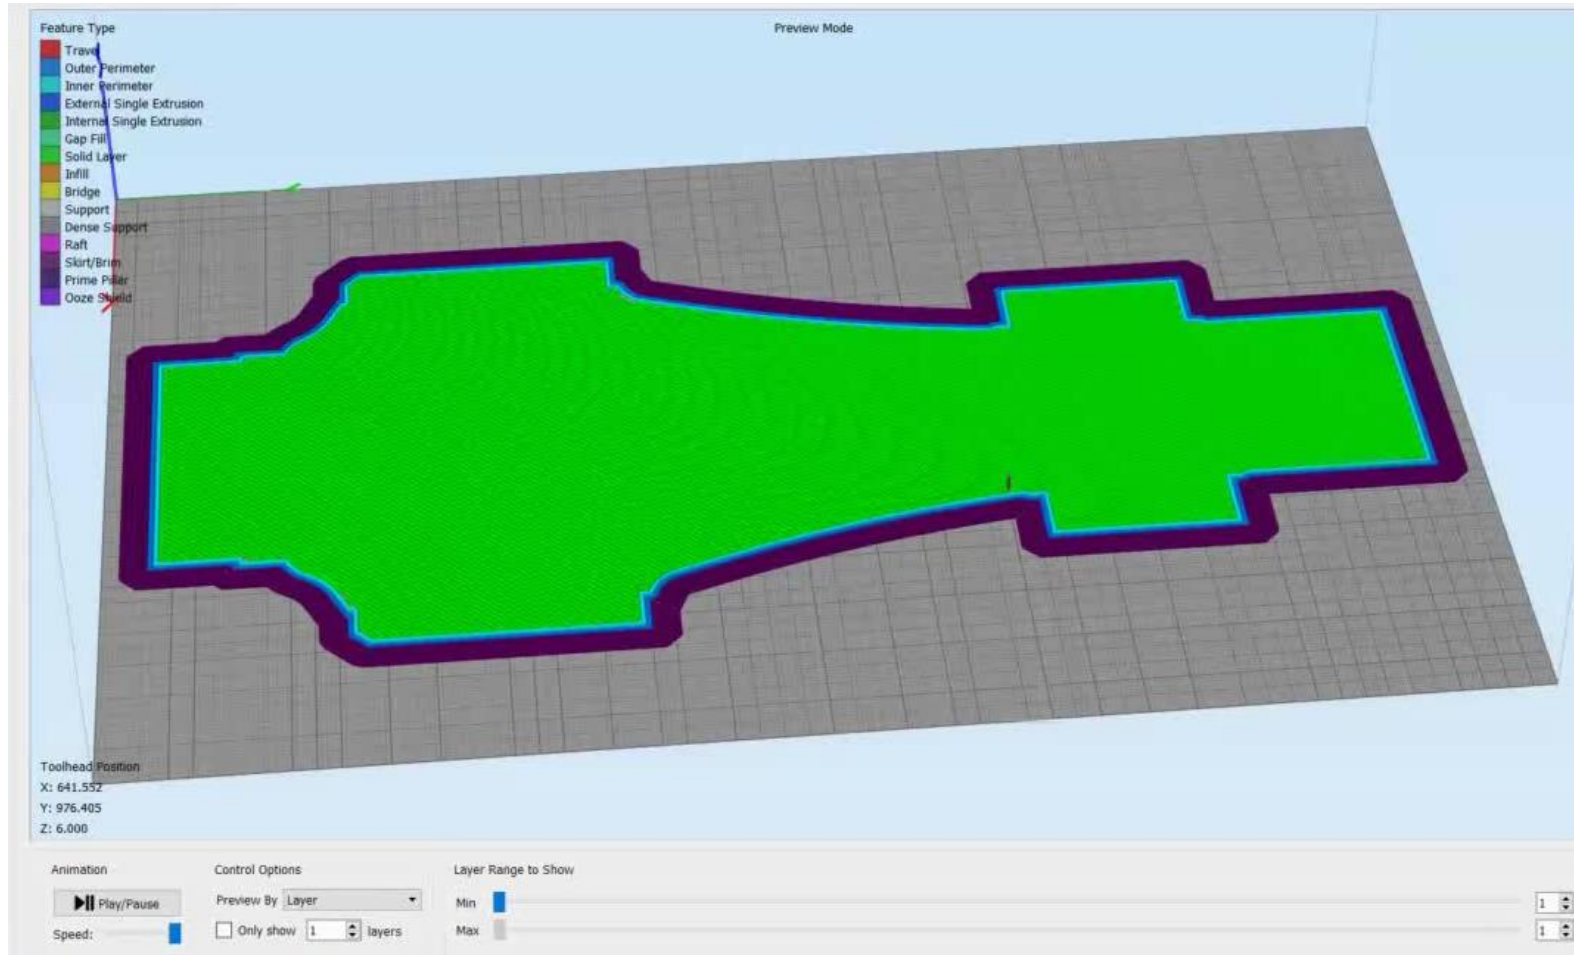 Feature Type
Preview Mode
Travel
Outer Perimeter
Inner Perimeter
External Single Extrusion
Internal Single Extrusion
Gap Fill
Solid Layer
Infill
Bridge
Support
Dense Support
Raft
Skirt/Brim
Prime Pillar
Ooze Shield
Toolhead Position
X: 641.552
Y: 976.405
Z: 6.000
Animation
Control Options
Layer Range to Show
Play/Pause
Preview By Layer
Min
1
Speed:
Only show 1 layers
Max
1